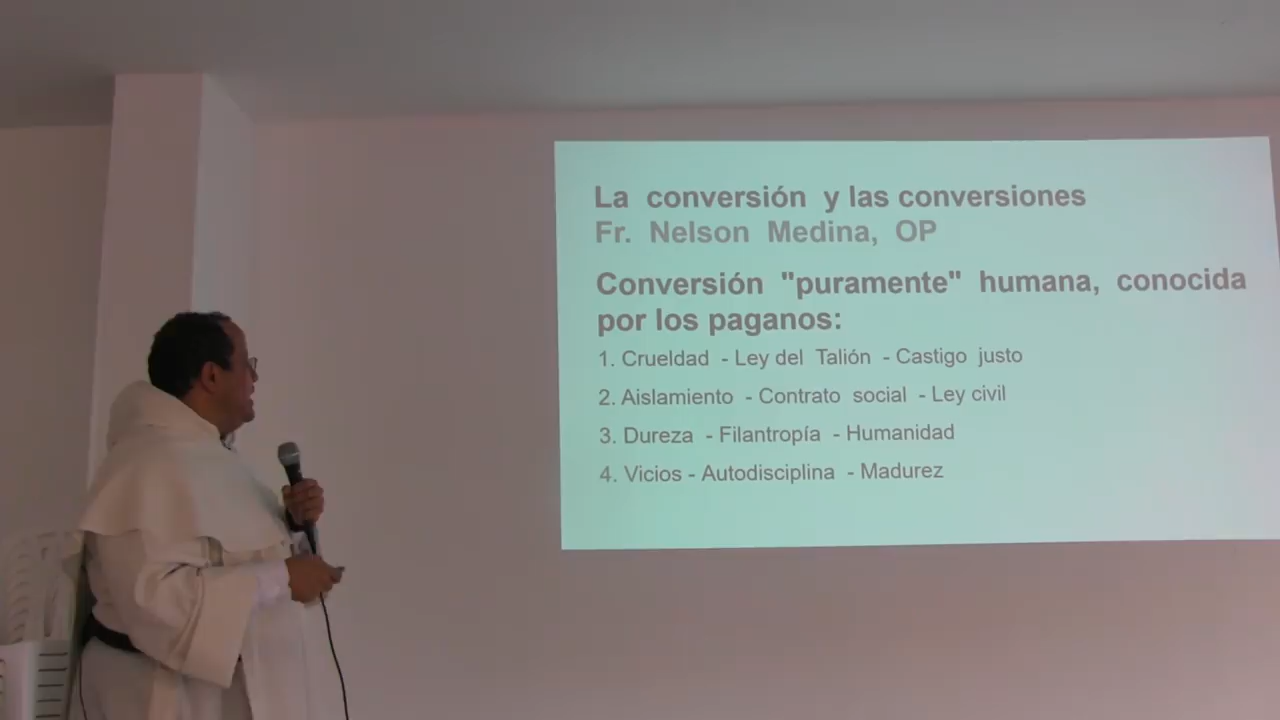 La conversión y las conversiones
Fr. Nelson Medina, OP
Conversión "puramente" humana, conocida
por los paganos:
1. Crueldad - Ley del Talión - Castigo justo
2. Aislamiento - Contrato social - Ley civil
3. Dureza - Filantropía - Humanidad
4. Vicios - Autodisciplina - Madurez